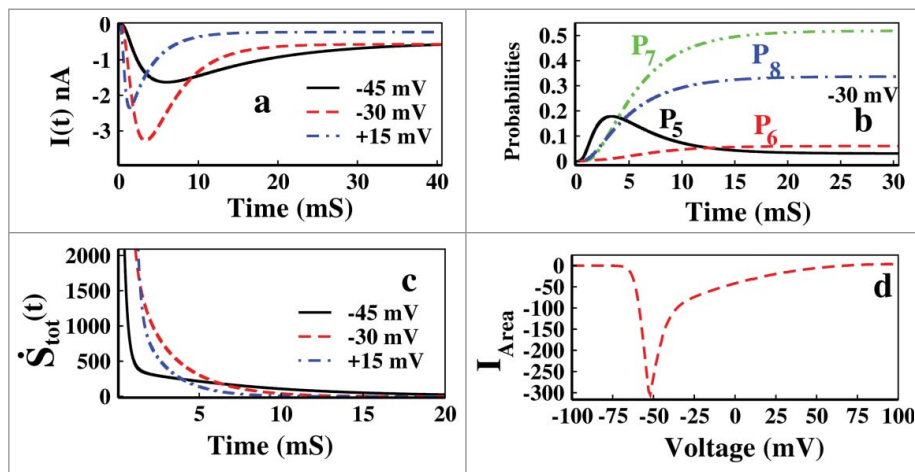 I(t) nA
0
-1
-2
-3
a
-45 mV
-30 mV
+15 mV
0 10 20 30 40
Time (mS)
Probabilities
0.5
0.4
0.3
0.2
0.1
0
P7
P8
-30 mV
P5
b
P6
0 5 10 15 20 25 30
Time (mS)
Ṡtot(t)
2000
1500
1000
500
0
c
-45 mV
-30 mV
+15 mV
5 10 15 20
Time (mS)
I Area
0
-50
-100
-150
-200
-250
-300
d
-100 -75 -50 -25 0 25 50 75 100
Voltage (mV)